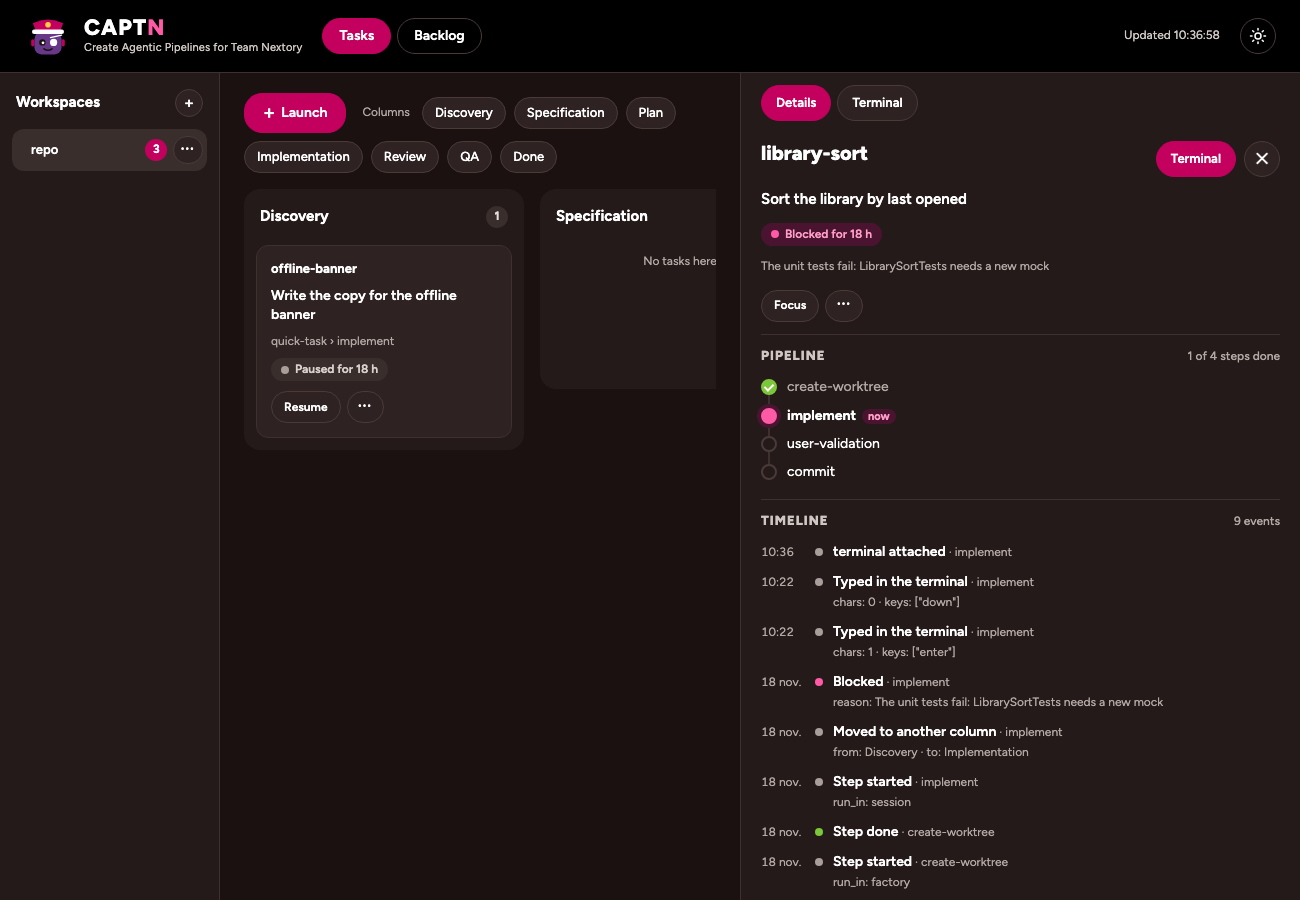 CAPTN
Create Agentic Pipelines for Team Nextory
Tasks
Backlog
Updated 10:36:58
Workspaces
+
repo
3
...
+ Launch
Columns
Discovery
Specification
Plan
Implementation
Review
QA
Done
Discovery
1
offline-banner
Write the copy for the offline
banner
quick-task › implement
Paused for 18 h
Resume
...
Specification
No tasks here
Details
Terminal
library-sort
Terminal
Sort the library by last opened
Blocked for 18 h
The unit tests fail: LibrarySortTests needs a new mock
Focus
...
PIPELINE
1 of 4 steps done
create-worktree
implement now
user-validation
commit
TIMELINE
9 events
10:36 terminal attached · implement
10:22 Typed in the terminal · implement
chars: 0 · keys: ["down"]
10:22 Typed in the terminal · implement
chars: 1 · keys: ["enter"]
18 nov. Blocked · implement
reason: The unit tests fail: LibrarySortTests needs a new mock
18 nov. Moved to another column · implement
from: Discovery · to: Implementation
18 nov. Step started · implement
run_in: session
18 nov. Step done · create-worktree
18 nov. Step started · create-worktree
run_in: factory